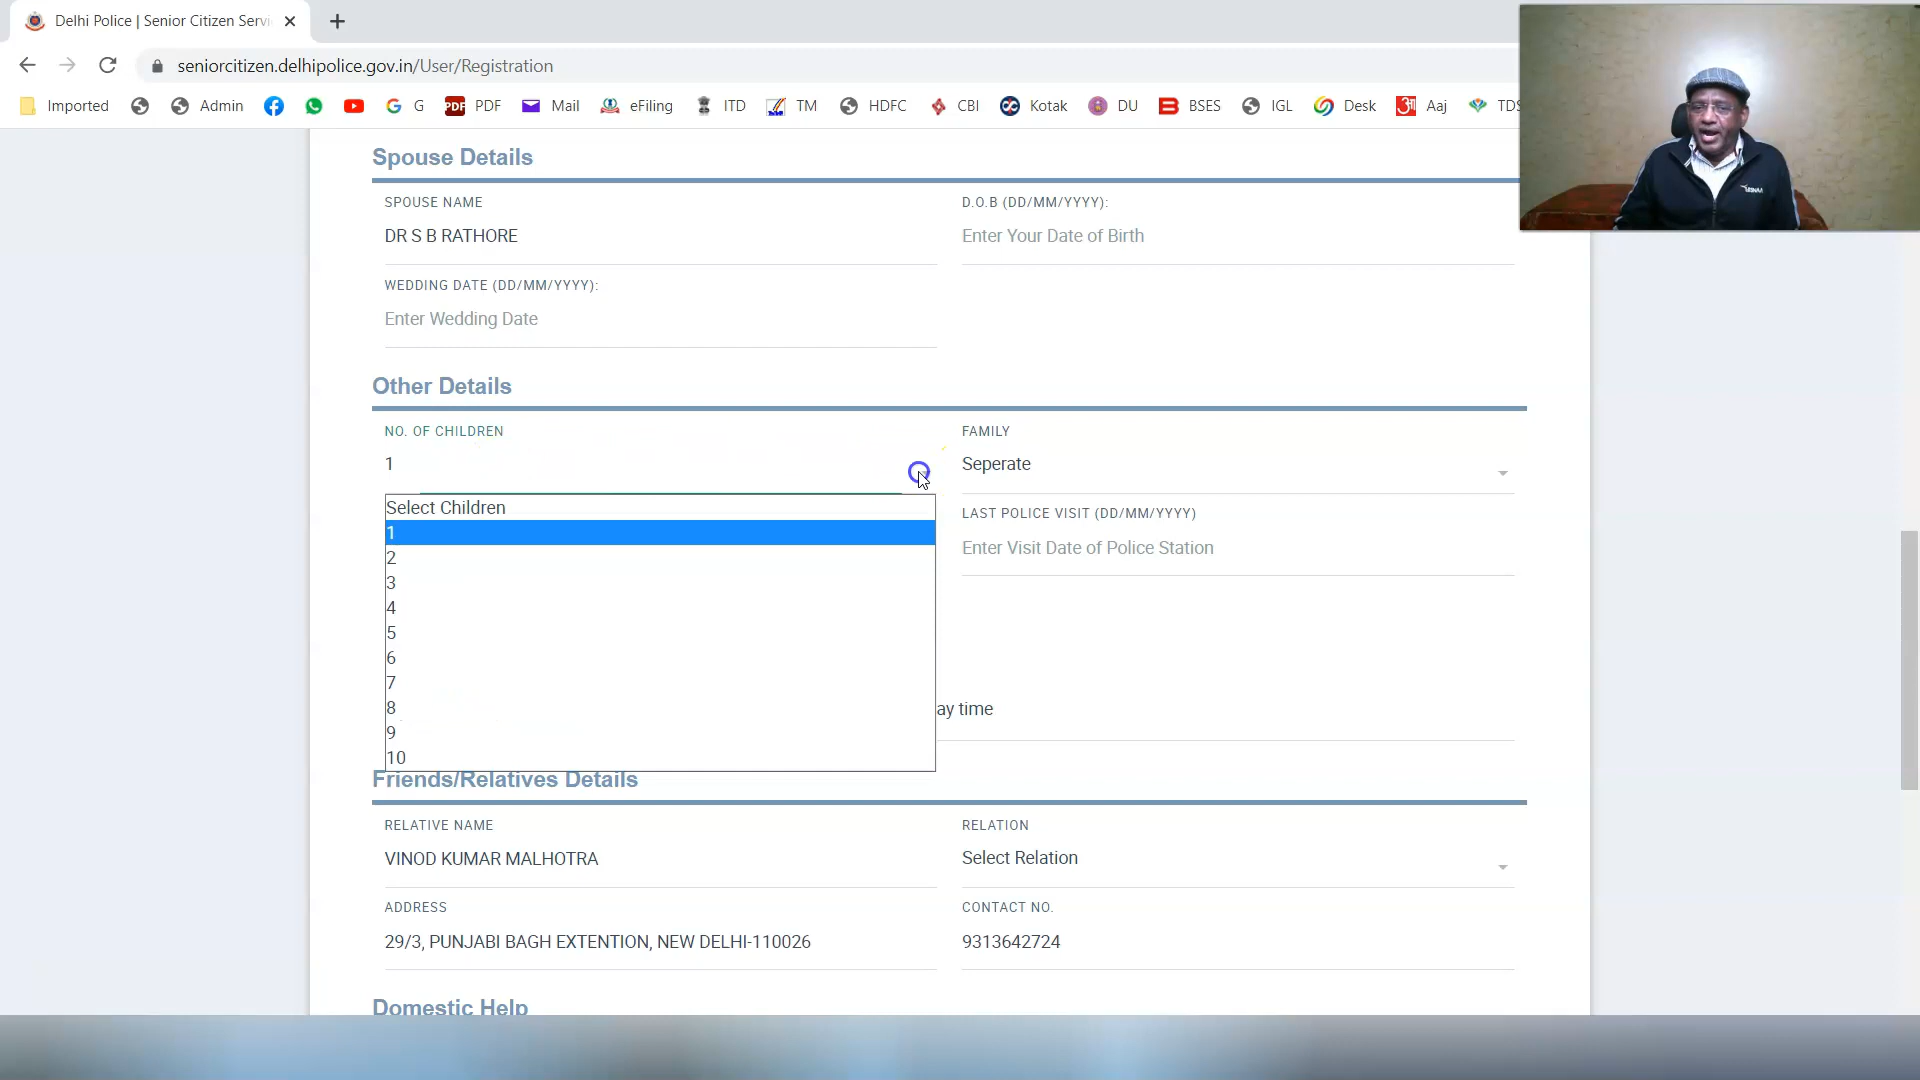 Delhi Police | Senior Citizen Servi
seniorcitizen.delhipolice.gov.in/User/Registration
Imported Admin G PDF PDF Mail eFiling ITD TM HDFC CBI Kotak DU BSES IGL Desk Aaj TDS
Spouse Details
SPOUSE NAME D.O.B (DD/MM/YYYY):
DR S B RATHORE Enter Your Date of Birth
WEDDING DATE (DD/MM/YYYY):
Enter Wedding Date
Other Details
NO. OF CHILDREN FAMILY
1 Seperate
Select Children LAST POLICE VISIT (DD/MM/YYYY)
1
2 Enter Visit Date of Police Station
3
4
5
6
7
8 ay time
9
10
Friends/Relatives Details
RELATIVE NAME RELATION
VINOD KUMAR MALHOTRA Select Relation
ADDRESS CONTACT NO.
29/3, PUNJABI BAGH EXTENTION, NEW DELHI-110026 9313642724
Domestic Help